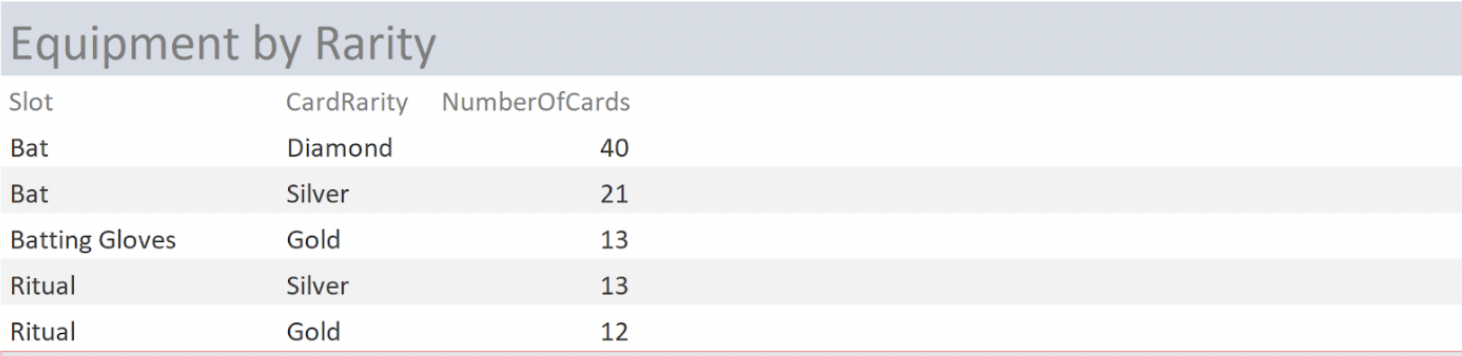 Equipment by Rarity
Slot CardRarity NumberOfCards
Bat Diamond 40
Bat Silver 21
Batting Gloves Gold 13
Ritual Silver 13
Ritual Gold 12